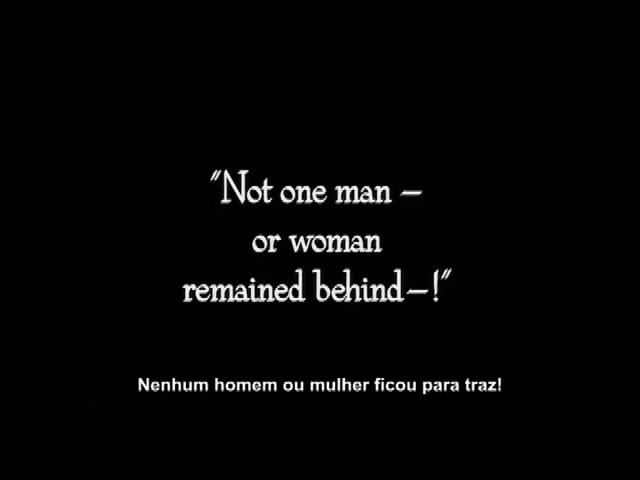 "Not one man —
or woman
remained behind—!"
Nenhum homem ou mulher ficou para traz!